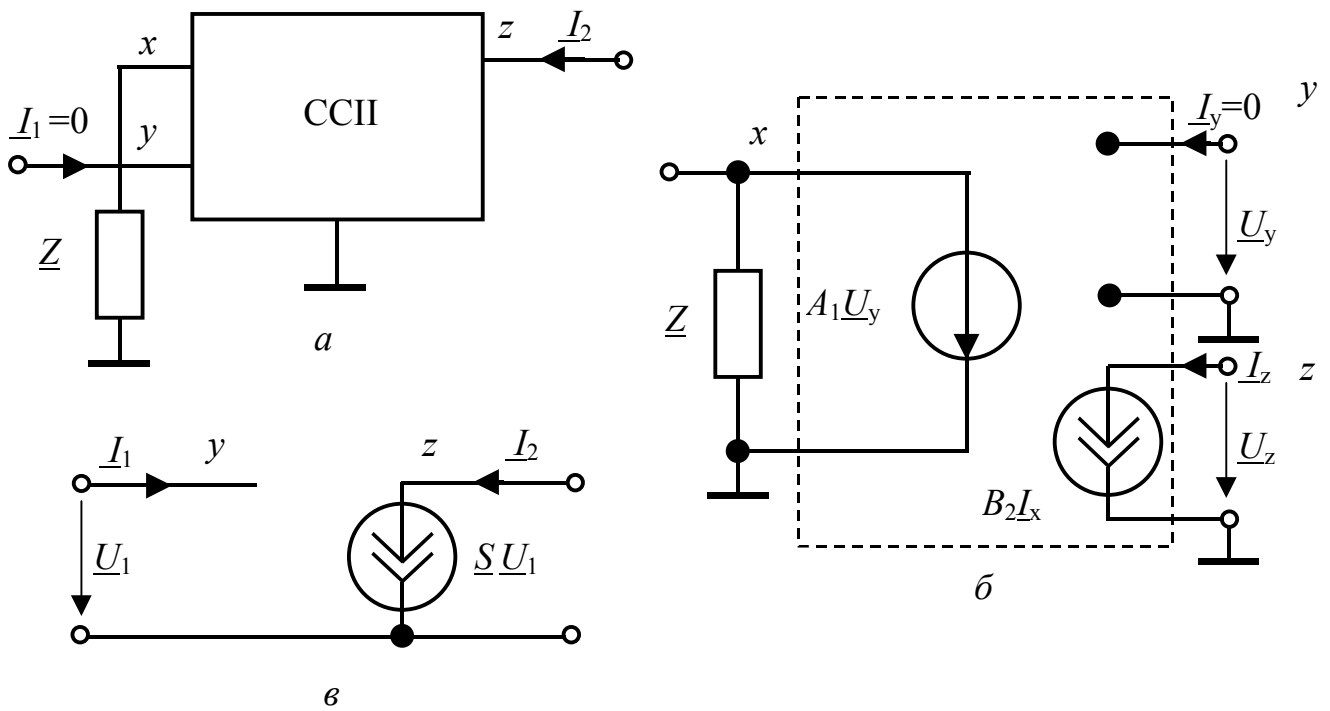 x
z
I2
CCII
I1=0
y
Z
а
y
Iy=0
x
Uy
Z
A1Uy
Iz
z
Uz
B2Ix
б
I1
y
z
I2
U1
S U1
в